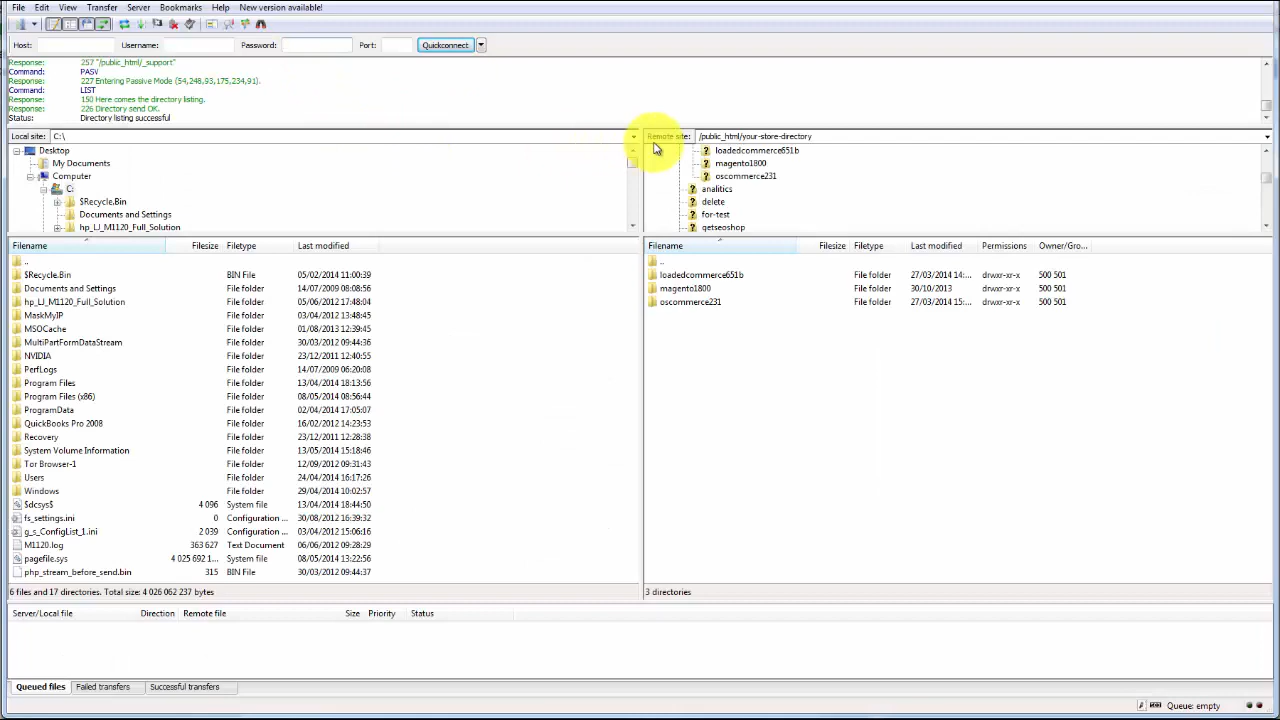 File Edit View Transfer Server Bookmarks Help New version available!
Host: Username: Password: Port: Quickconnect
Response: 257 "/public_html/_support"
Command: PASV
Response: 227 Entering Passive Mode (54,248,93,175,234,91).
Command: LIST
Response: 150 Here comes the directory listing.
Response: 226 Directory send OK.
Status: Directory listing successful
Local site: C:\
Desktop
My Documents
Computer
C:
$Recycle.Bin
Documents and Settings
hp_LJ_M1120_Full_Solution
Remote site: /public_html/your-store-directory
loadedcommerce651b
magento1800
oscommerce231
analitics
delete
for-test
getseoshop
Filename Filesize Filetype Last modified
..
$Recycle.Bin BIN File 05/02/2014 11:00:39
Documents and Settings File folder 14/07/2009 08:08:56
hp_LJ_M1120_Full_Solution File folder 05/06/2012 17:48:04
MaskMyIP File folder 03/04/2012 13:48:45
MSOCache File folder 01/08/2013 12:39:45
MultiPartFormDataStream File folder 30/03/2012 09:44:36
NVIDIA File folder 23/12/2011 12:40:55
PerfLogs File folder 14/07/2009 06:20:08
Program Files File folder 13/04/2014 18:13:56
Program Files (x86) File folder 08/05/2014 08:56:44
ProgramData File folder 02/04/2014 17:05:07
QuickBooks Pro 2008 File folder 16/02/2012 14:23:53
Recovery File folder 23/12/2011 12:28:38
System Volume Information File folder 13/05/2014 15:18:46
Tor Browser-1 File folder 12/09/2012 09:31:43
Users File folder 24/04/2014 16:17:26
Windows File folder 29/04/2014 10:02:57
$dcsys$ 4 096 System file 13/04/2014 18:44:50
fs_settings.ini 0 Configuration ... 30/08/2012 16:39:32
g_s_ConfigList_1.ini 2 039 Configuration ... 03/04/2012 15:06:16
M1120.log 363 627 Text Document 06/06/2012 09:28:29
pagefile.sys 4 025 692 1... System file 08/05/2014 13:22:56
php_stream_before_send.bin 315 BIN File 30/03/2012 09:44:37
6 files and 17 directories. Total size: 4 026 062 237 bytes
Filename Filesize Filetype Last modified Permissions Owner/Gro...
..
loadedcommerce651b File folder 27/03/2014 14:... drwxr-xr-x 500 501
magento1800 File folder 30/10/2013 drwxr-xr-x 500 501
oscommerce231 File folder 27/03/2014 15:... drwxr-xr-x 500 501
3 directories
Server/Local file Direction Remote file Size Priority Status
Queued files Failed transfers Successful transfers
Queue: empty